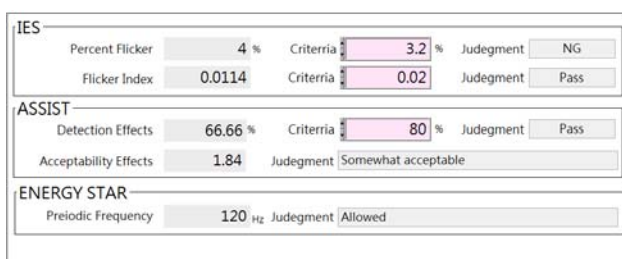 IES
Percent Flicker 4 % Criterria 3.2 % Judegment NG
Flicker Index 0.0114 Criterria 0.02 Judegment Pass
ASSIST
Detection Effects 66.66 % Criterria 80 % Judegment Pass
Acceptability Effects 1.84 Judegment Somewhat acceptable
ENERGY STAR
Preiodic Frequency 120 Hz Judegment Allowed